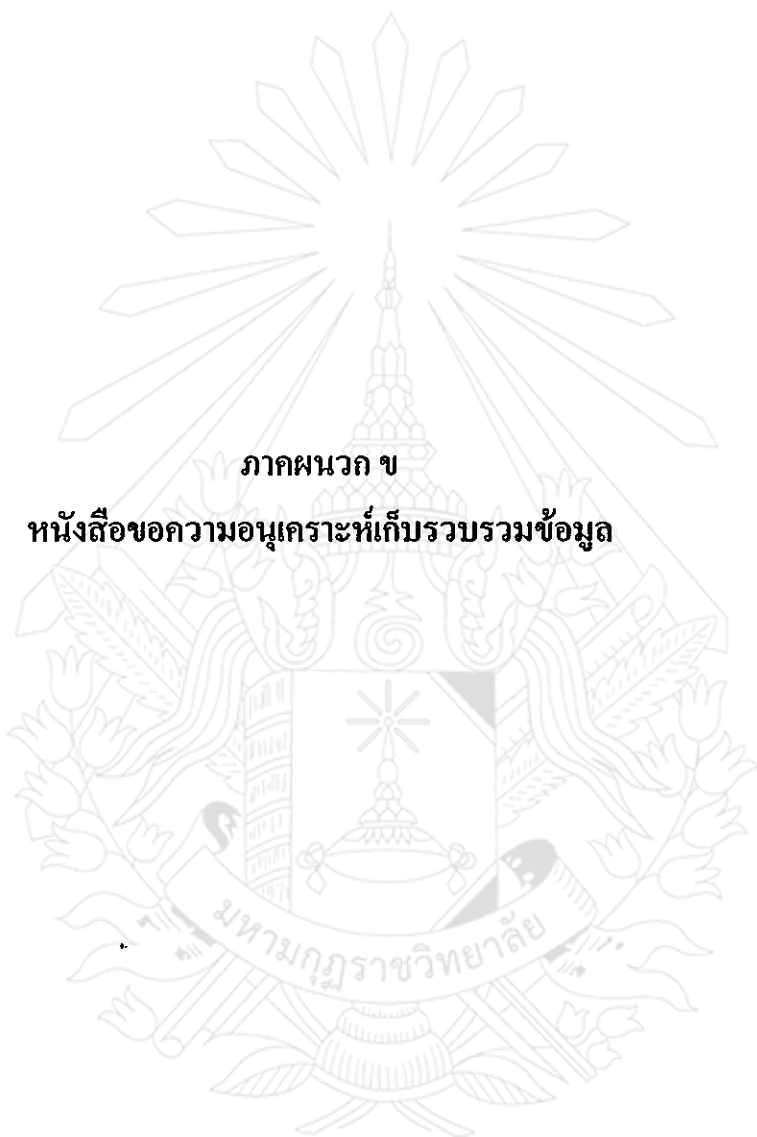 ภาคผนวก ข
หนังสือขอความอนุเคราะห์เก็บรวบรวมข้อมูล
มหามกุฏราชวิทยาลัย